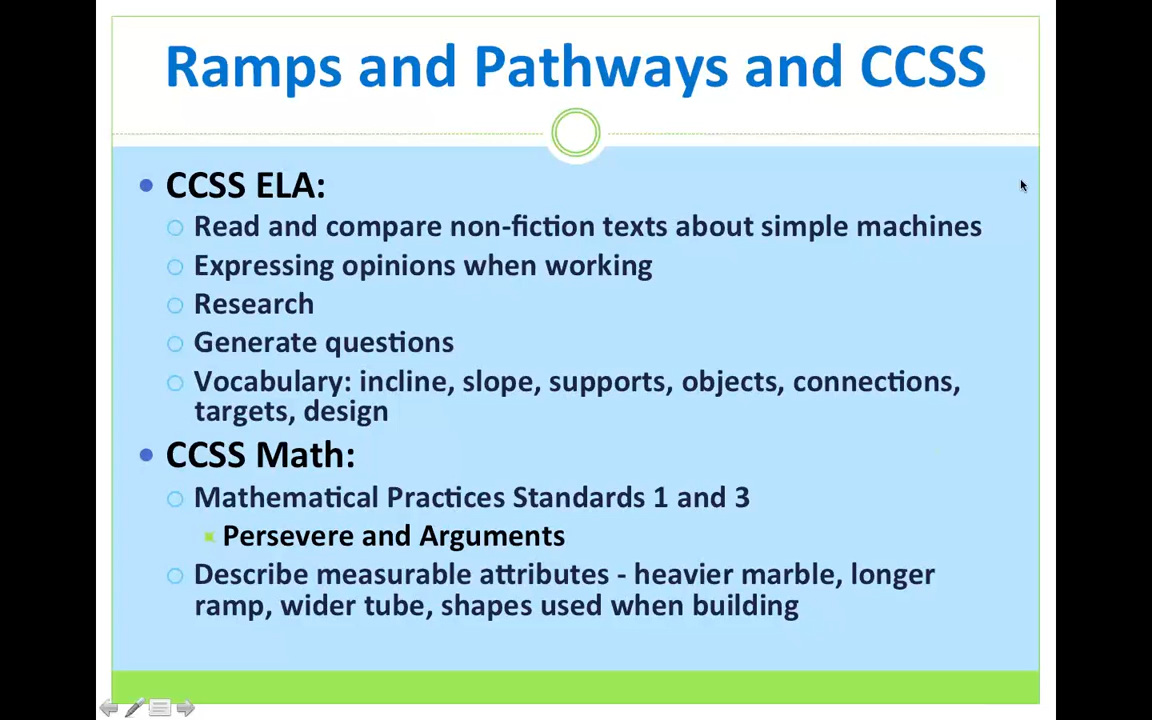 Ramps and Pathways and CCSS
CCSS ELA:
Read and compare non-fiction texts about simple machines
Expressing opinions when working
Research
Generate questions
Vocabulary: incline, slope, supports, objects, connections,
targets, design
CCSS Math:
Mathematical Practices Standards 1 and 3
Persevere and Arguments
Describe measurable attributes - heavier marble, longer
ramp, wider tube, shapes used when building